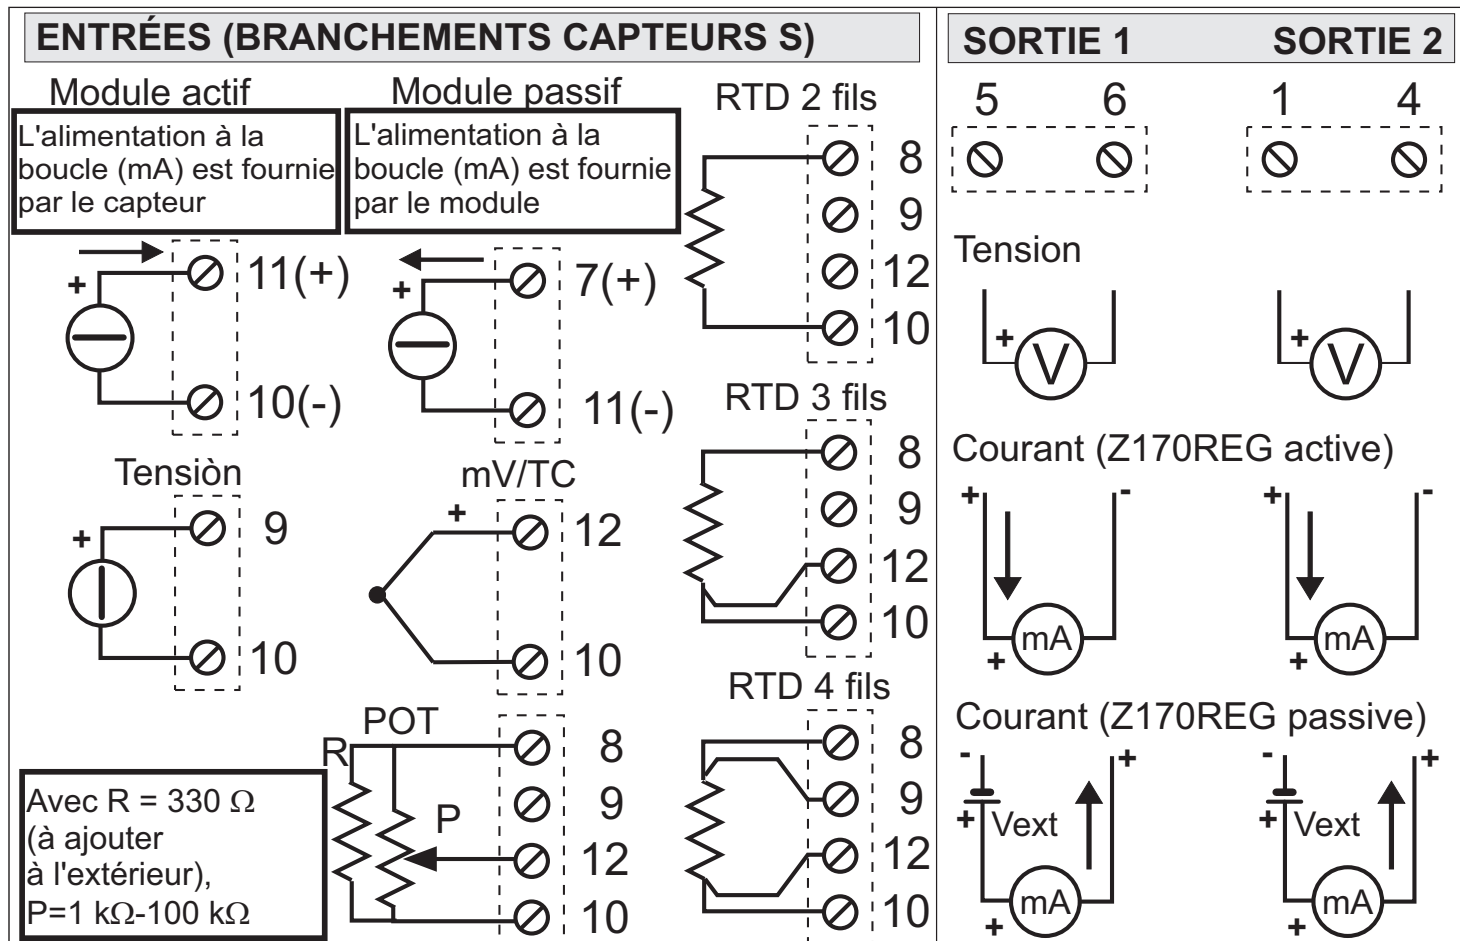 ENTRÉES (BRANCHEMENTS CAPTEURS S)
Module actif
L'alimentation à la
boucle (mA) est fournie
par le capteur
+
11(+)
10(-)
Module passif
L'alimentation à la
boucle (mA) est fournie
par le module
+
7(+)
11(-)
RTD 2 fils
8
9
12
10
Tensiòn
+
9
10
mV/TC
+
12
10
RTD 3 fils
8
9
12
10
Avec R = 330 Ω
(à ajouter
à l'extérieur),
P=1 kΩ-100 kΩ
POT
R
P
8
9
12
10
RTD 4 fils
8
9
12
10
SORTIE 1 SORTIE 2
5 6 1 4
Tension
+ V + V
Courant (Z170REG active)
+ - + -
mA mA
+ +
Courant (Z170REG passive)
- + - +
+ Vext + Vext
mA mA
+ +